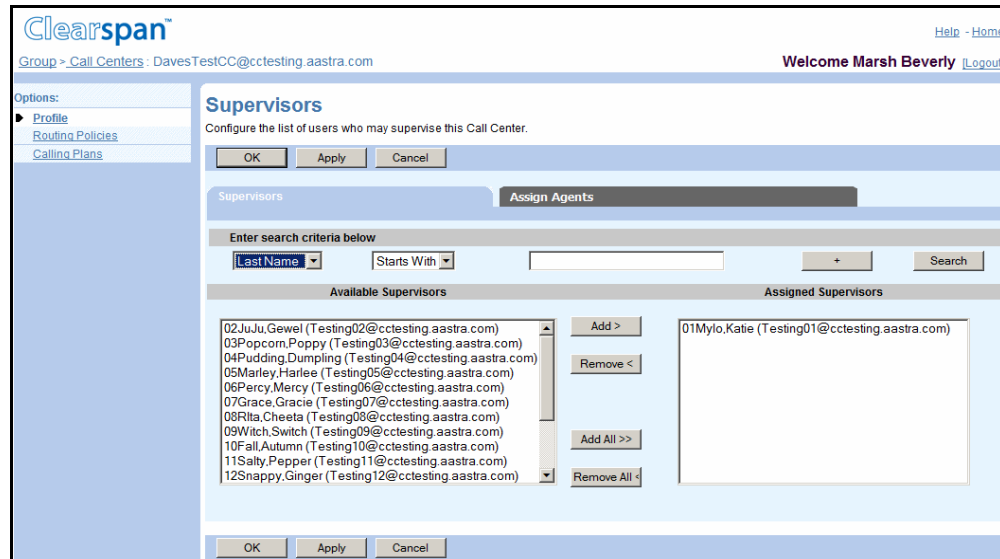 Clearspan™
Help - Home
Group > Call Centers : DavesTestCC@cctesting.aastra.com
Welcome Marsh Beverly [Logout
Options:
Profile
Routing Policies
Calling Plans
Supervisors
Configure the list of users who may supervise this Call Center.
OK Apply Cancel
Supervisors Assign Agents
Enter search criteria below
Last Name Starts With + Search
Available Supervisors Assigned Supervisors
02JuJu,Gewel (Testing02@cctesting.aastra.com)
03Popcorn,Poppy (Testing03@cctesting.aastra.com)
04Pudding,Dumpling (Testing04@cctesting.aastra.com)
05Marley,Harlee (Testing05@cctesting.aastra.com)
06Percy,Mercy (Testing06@cctesting.aastra.com)
07Grace,Gracie (Testing07@cctesting.aastra.com)
08RIta,Cheeta (Testing08@cctesting.aastra.com)
09Witch,Switch (Testing09@cctesting.aastra.com)
10Fall,Autumn (Testing10@cctesting.aastra.com)
11Salty,Pepper (Testing11@cctesting.aastra.com)
12Snappy,Ginger (Testing12@cctesting.aastra.com)
Add >
Remove <
Add All >>
Remove All <
01Mylo,Katie (Testing01@cctesting.aastra.com)
OK Apply Cancel